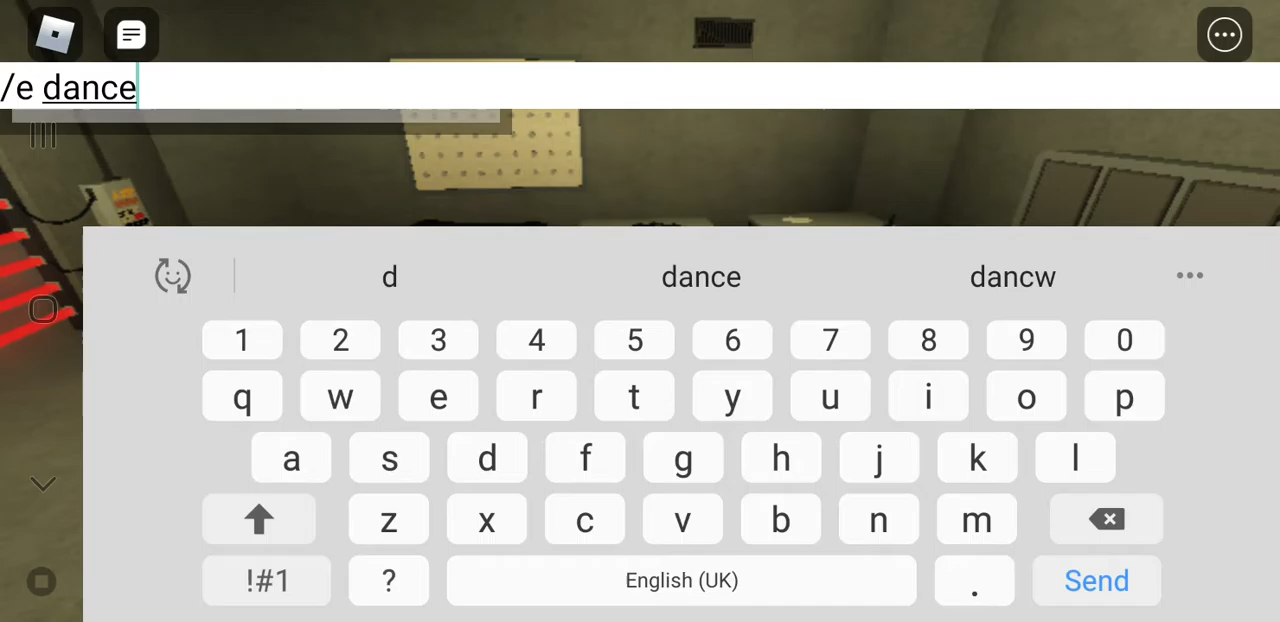 /e dance
d dance dancw
1 2 3 4 5 6 7 8 9 0
q w e r t y u i o p
a s d f g h j k l
z x c v b n m
!#1 ? English (UK) . Send